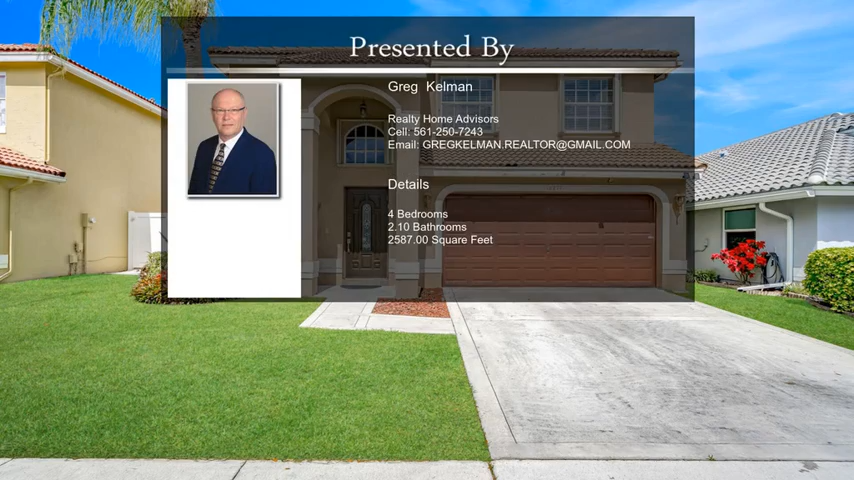 Presented By
Greg Kelman
Realty Home Advisors
Cell: 561-250-7243
Email: GREGKELMAN.REALTOR@GMAIL.COM
Details
4 Bedrooms
2.10 Bathrooms
2587.00 Square Feet